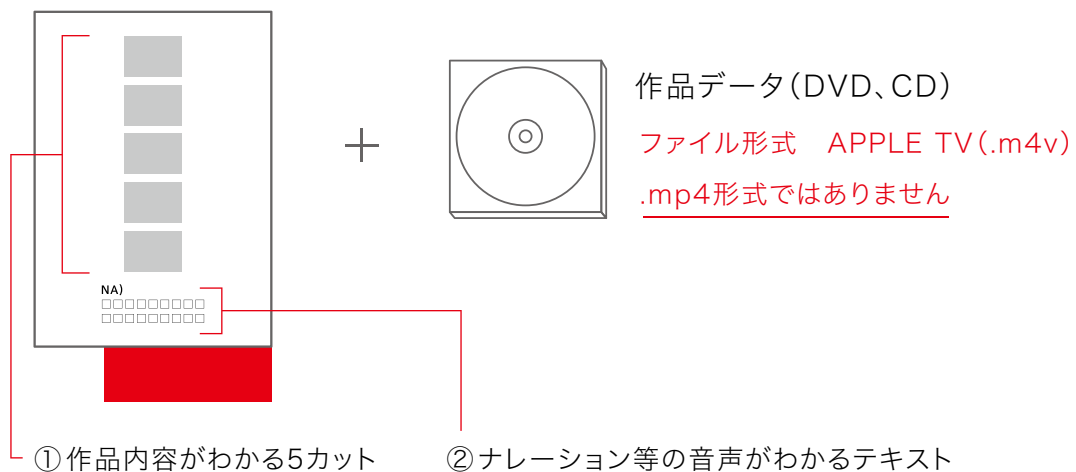 作品データ(DVD、CD)
ファイル形式　APPLE TV(.m4v)
.mp4形式ではありません
NA)
□□□□□□□□□
□□□□□□□□□
①作品内容がわかる5カット
②ナレーション等の音声がわかるテキスト